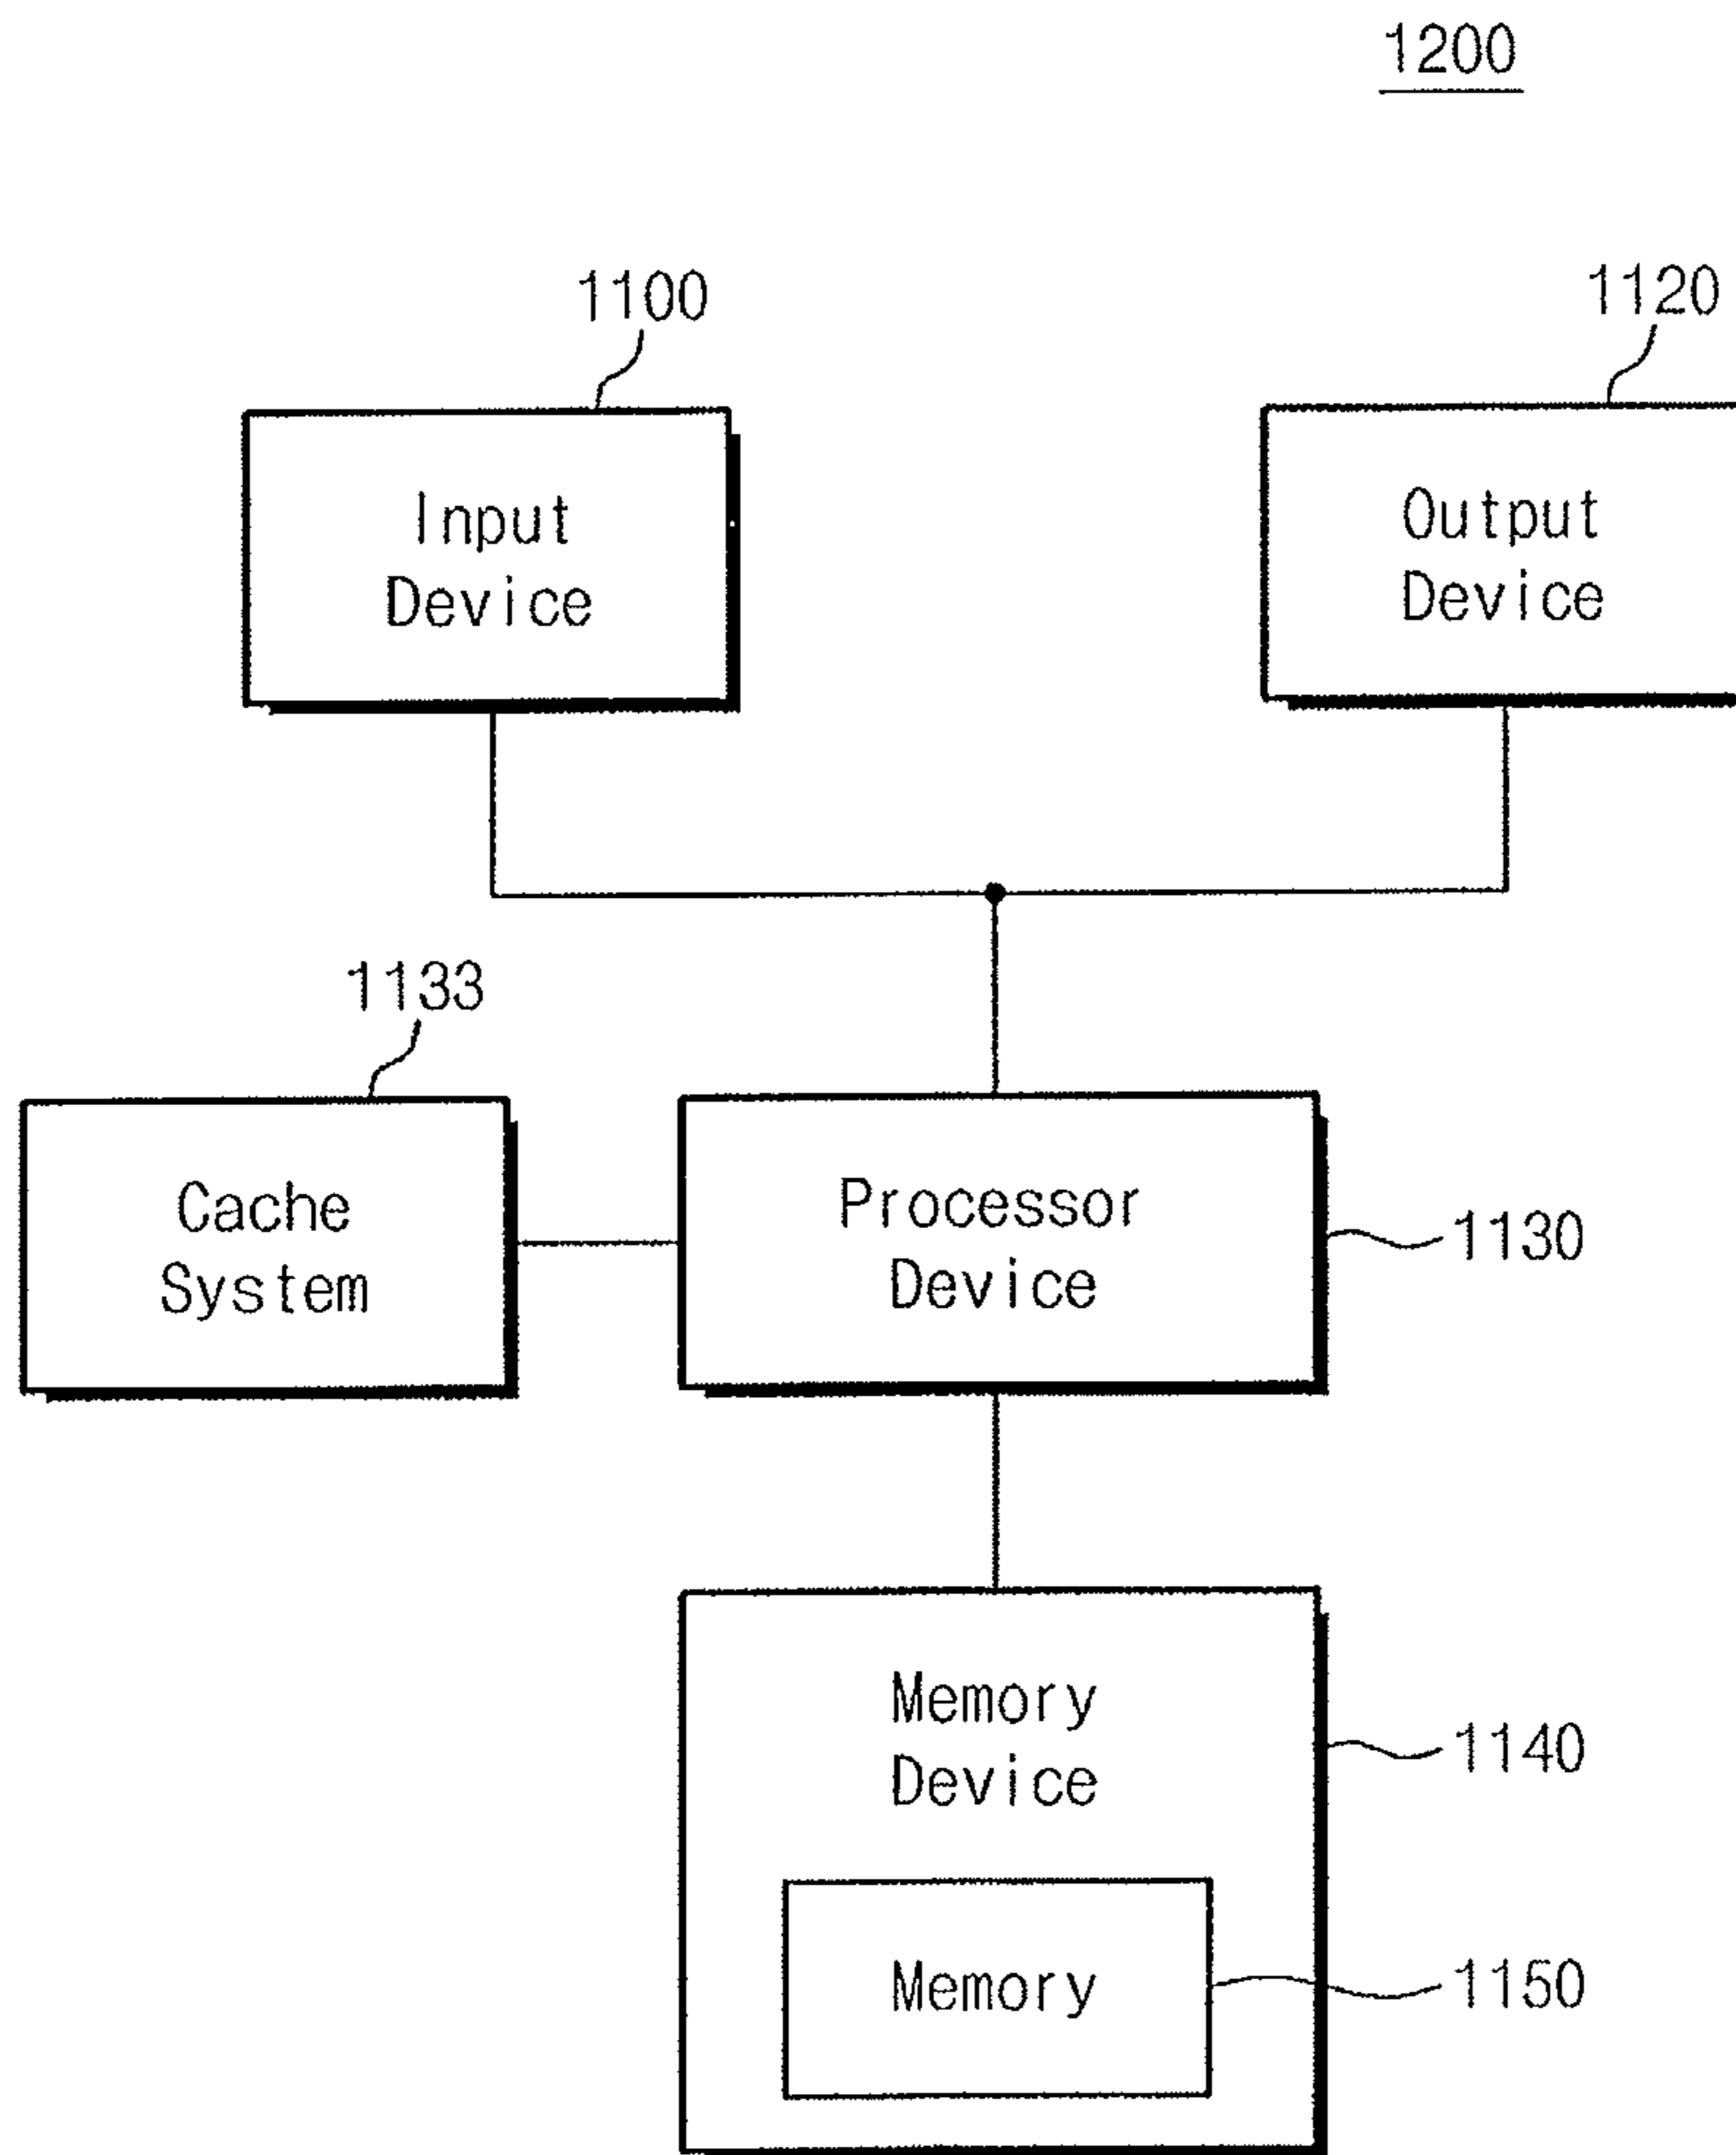 1200
1100
1120
Input
Device
Output
Device
1133
Cache
System
Processor
Device
1130
Memory
Device
1140
Memory
1150